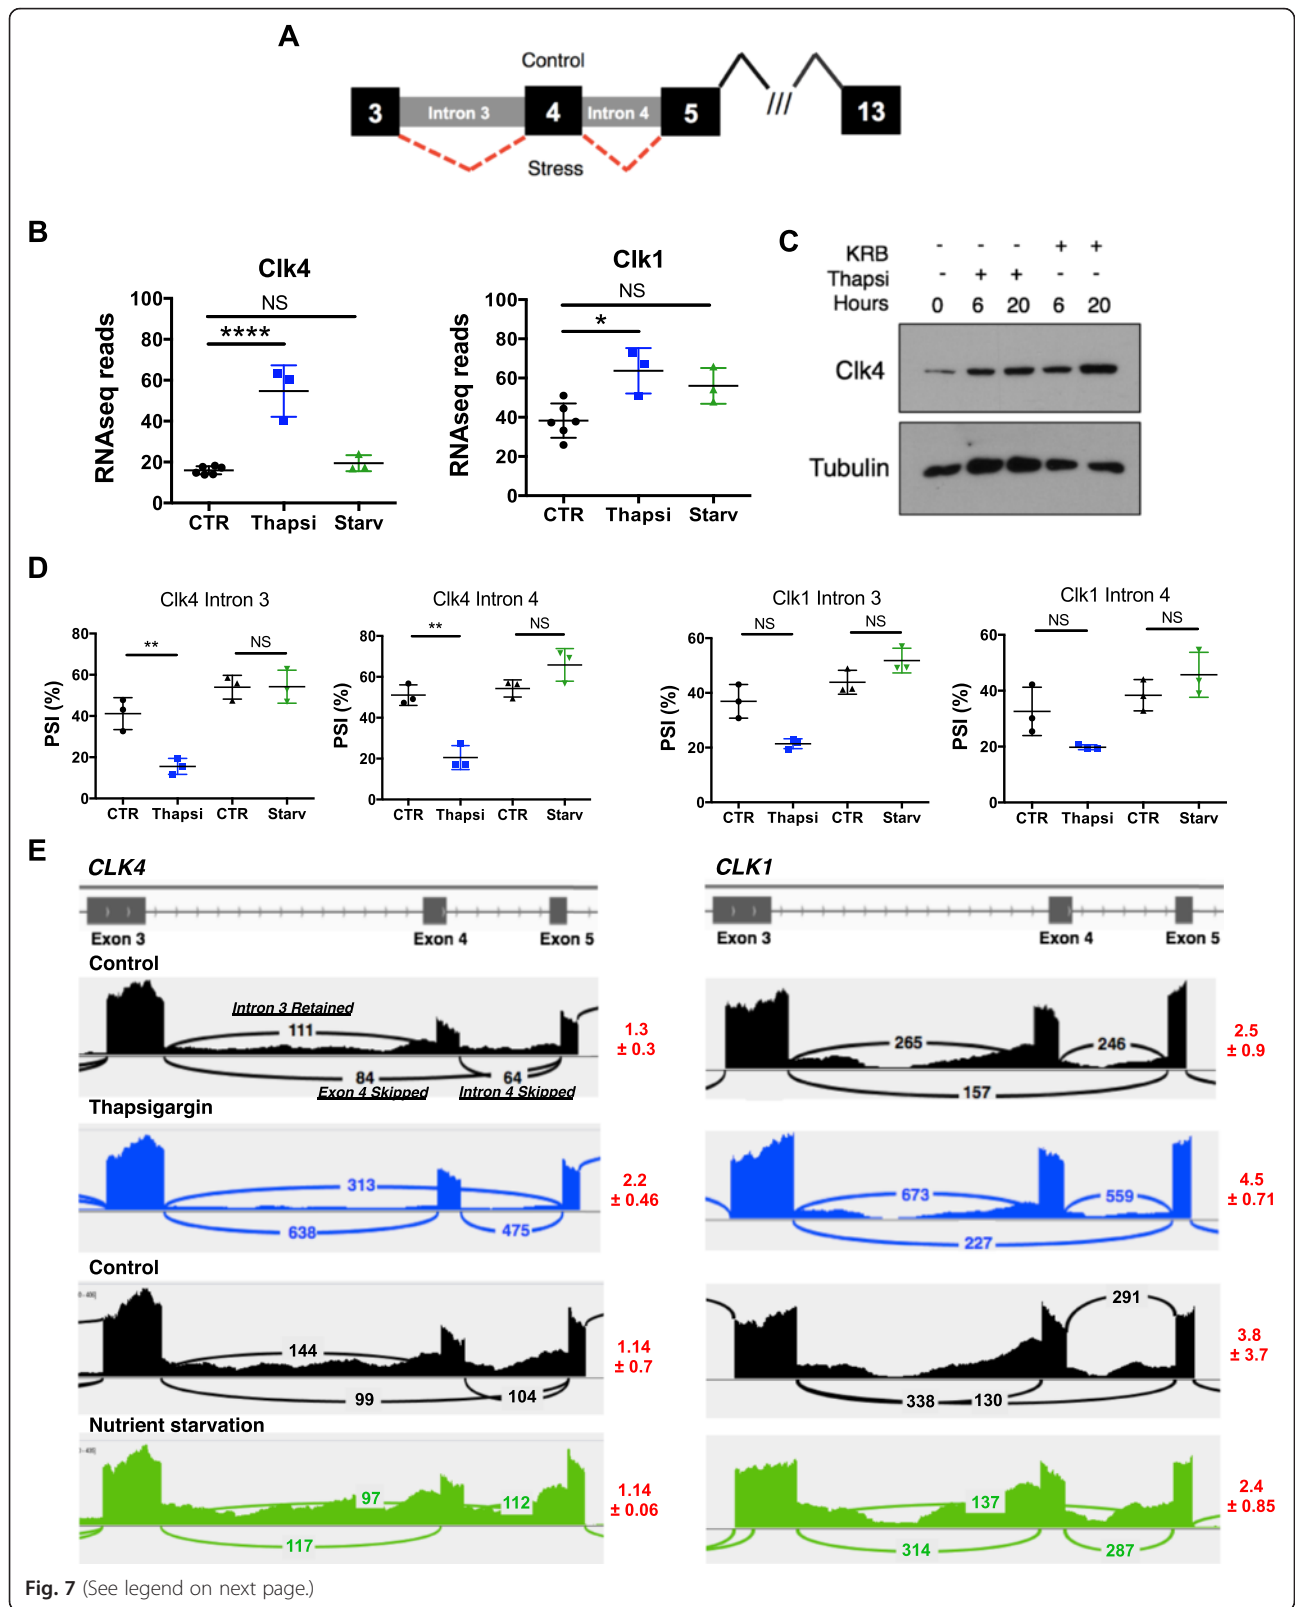 A
Control
3
Intron 3
4
Intron 4
5
13
Stress
B
Clk4
NS
****
RNAseq reads
100
80
60
40
20
0
CTR Thapsi Starv
Clk1
NS
*
RNAseq reads
100
80
60
40
20
0
CTR Thapsi Starv
C
KRB - - - + +
Thapsi - + + - -
Hours 0 6 20 6 20
Clk4
Tubulin
D
Clk4 Intron 3
** NS
PSI (%)
80
60
40
20
0
CTR Thapsi CTR Starv
Clk4 Intron 4
** NS
PSI (%)
80
60
40
20
0
CTR Thapsi CTR Starv
Clk1 Intron 3
NS NS
PSI (%)
60
40
20
0
CTR Thapsi CTR Starv
Clk1 Intron 4
NS NS
PSI (%)
60
40
20
0
CTR Thapsi CTR Starv
E
CLK4
Exon 3 Exon 4 Exon 5
Control
Intron 3 Retained
111
84 64
Exon 4 Skipped Intron 4 Skipped
1.3
± 0.3
Thapsigargin
313
638 475
2.2
± 0.46
Control
144
99 104
1.14
± 0.7
Nutrient starvation
97 112
117
1.14
± 0.06
CLK1
Exon 3 Exon 4 Exon 5
265 246
157
2.5
± 0.9
673 559
227
4.5
± 0.71
291
338 130
3.8
± 3.7
137
314 287
2.4
± 0.85
Fig. 7 (See legend on next page.)